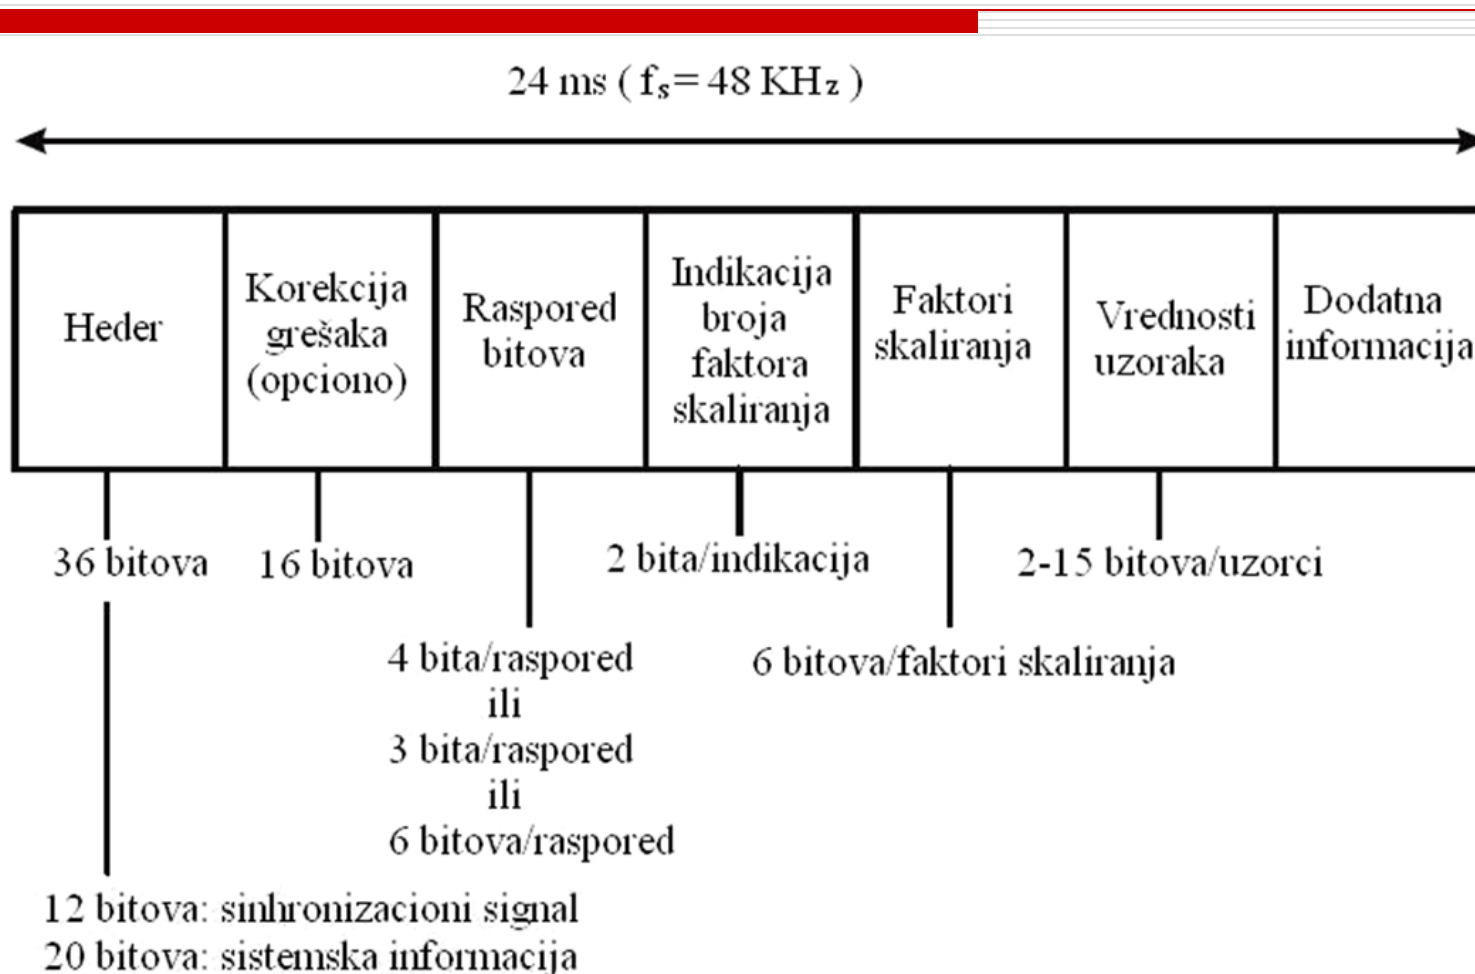 24 ms ( fs= 48 KHz )
Heder
Korekcija
grešaka
(opciono)
Raspored
bitova
Indikacija
broja
faktora
skaliranja
Faktori
skaliranja
Vrednosti
uzoraka
Dodatna
informacija
36 bitova
16 bitova
2 bita/indikacija
2-15 bitova/uzorci
4 bita/raspored
ili
3 bita/raspored
ili
6 bitova/raspored
6 bitova/faktori skaliranja
12 bitova: sinhronizacioni signal
20 bitova: sistemska informacija